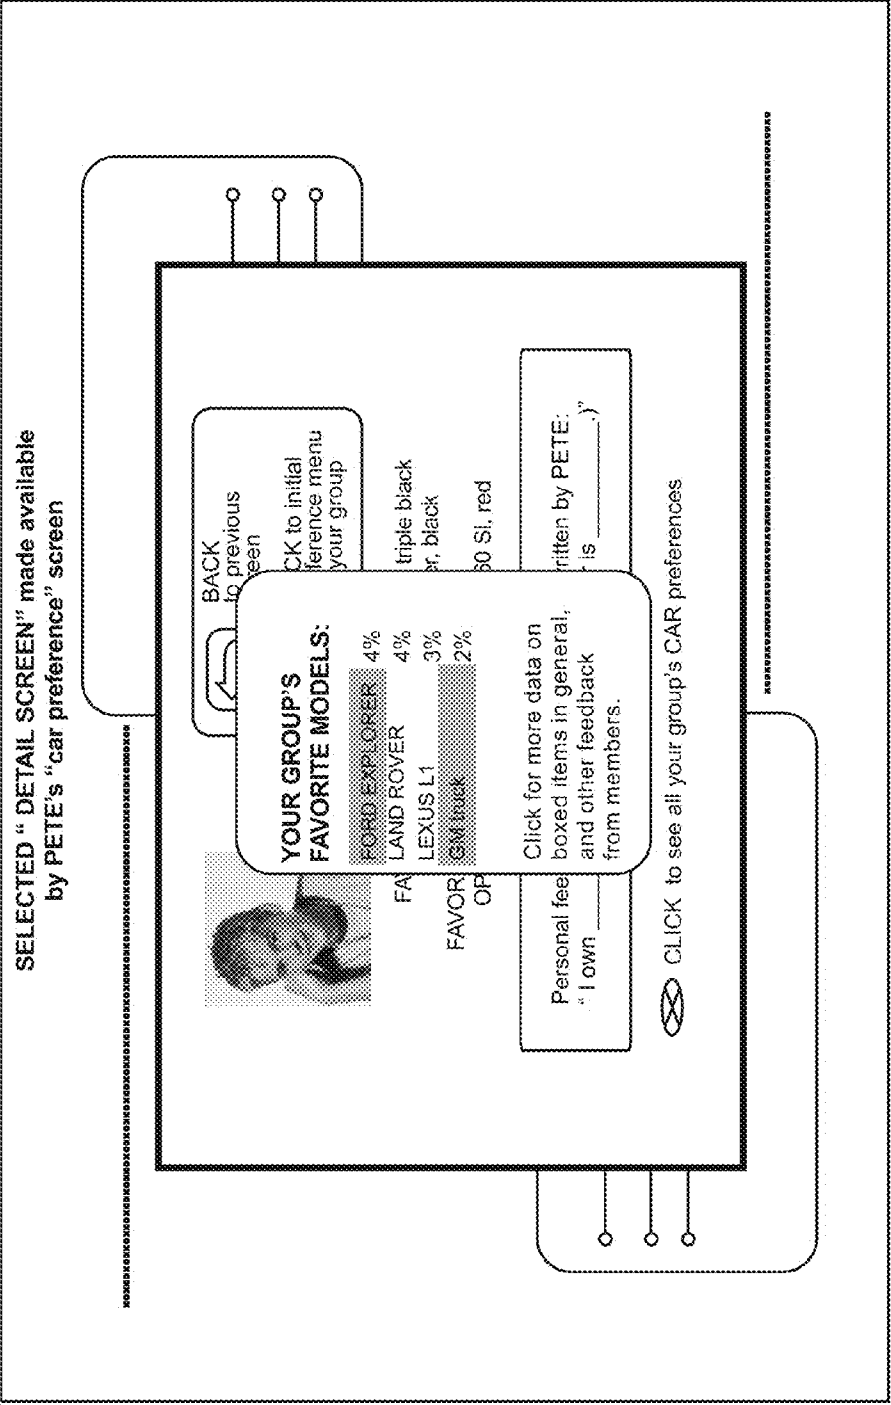 SELECTED “ DETAIL SCREEN” made available
by PETE's “car preference” screen
BACK
to previous
een
CK to initial
ference menu
your group
YOUR GROUP'S
FAVORITE MODELS:
FORD EXPLORER 4%
LAND ROVER 4%
LEXUS L1 3%
GM truck 2%
FA triple black
er, black
FAVOR
OP 60 SI, red
Click for more data on
boxed items in general,
and other feedback
from members.
Personal fee ritten by PETE:
“ I own ____ r is ____.)”
CLICK to see all your group's CAR preferences